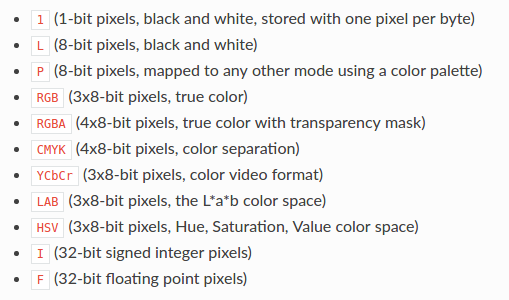 • 1 (1-bit pixels, black and white, stored with one pixel per byte)
• L (8-bit pixels, black and white)
• P (8-bit pixels, mapped to any other mode using a color palette)
• RGB (3x8-bit pixels, true color)
• RGBA (4x8-bit pixels, true color with transparency mask)
• CMYK (4x8-bit pixels, color separation)
• YCbCr (3x8-bit pixels, color video format)
• LAB (3x8-bit pixels, the L*a*b color space)
• HSV (3x8-bit pixels, Hue, Saturation, Value color space)
• I (32-bit signed integer pixels)
• F (32-bit floating point pixels)